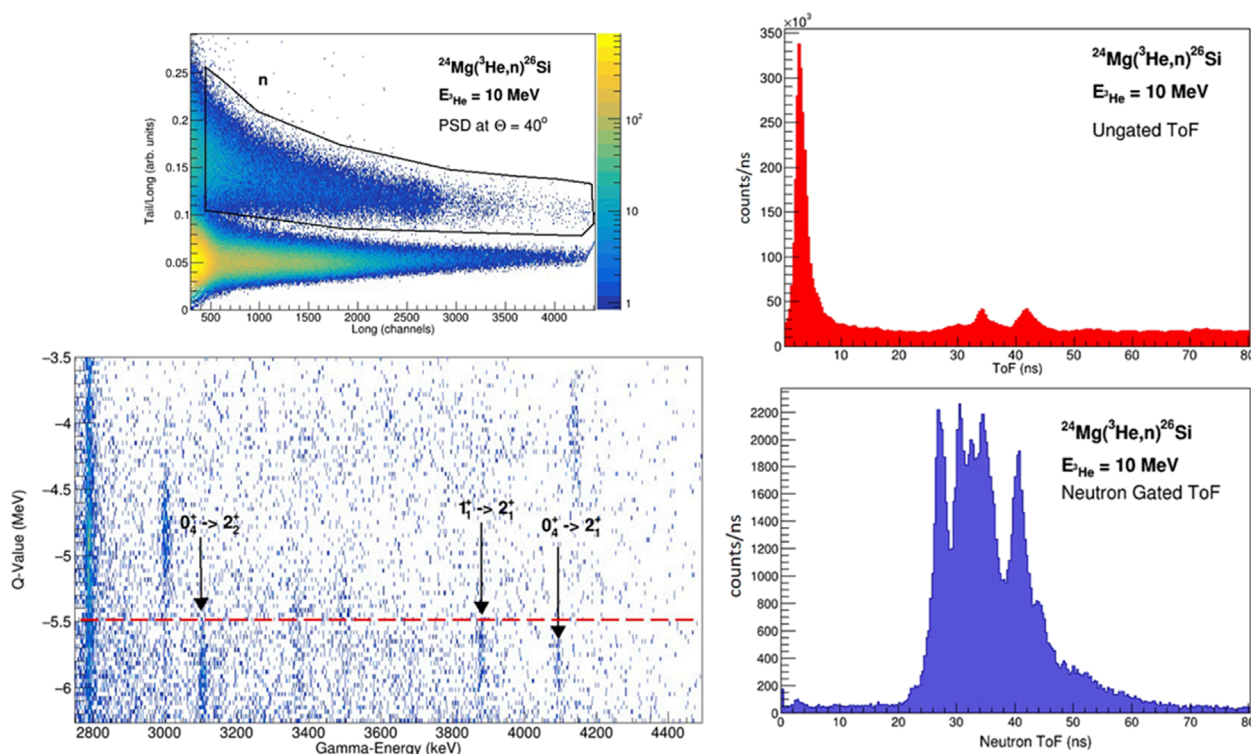 ²⁴Mg(³He,n)²⁶Si
E³He = 10 MeV
PSD at Θ = 40°
n
Tail/Long (arb. units)
0.25
0.2
0.15
0.1
0.05
0
500 1000 1500 2000 2500 3000 3500 4000
Long (channels)
10²
10
1
×10³
350
300
250
200
150
100
50
0
counts/ns
²⁴Mg(³He,n)²⁶Si
E³He = 10 MeV
Ungated ToF
10 20 30 40 50 60 70 80
ToF (ns)
Q-Value (MeV)
−3.5
−4
−4.5
−5
−5.5
−6
0⁺₄ -> 2⁺₂
1⁺₁ -> 2⁺₁
0⁺₄ -> 2⁺₁
2800 3000 3200 3400 3600 3800 4000 4200 4400
Gamma-Energy (keV)
counts/ns
2200
2000
1800
1600
1400
1200
1000
800
600
400
200
0
²⁴Mg(³He,n)²⁶Si
E³He = 10 MeV
Neutron Gated ToF
0 10 20 30 40 50 60 70 80
Neutron ToF (ns)